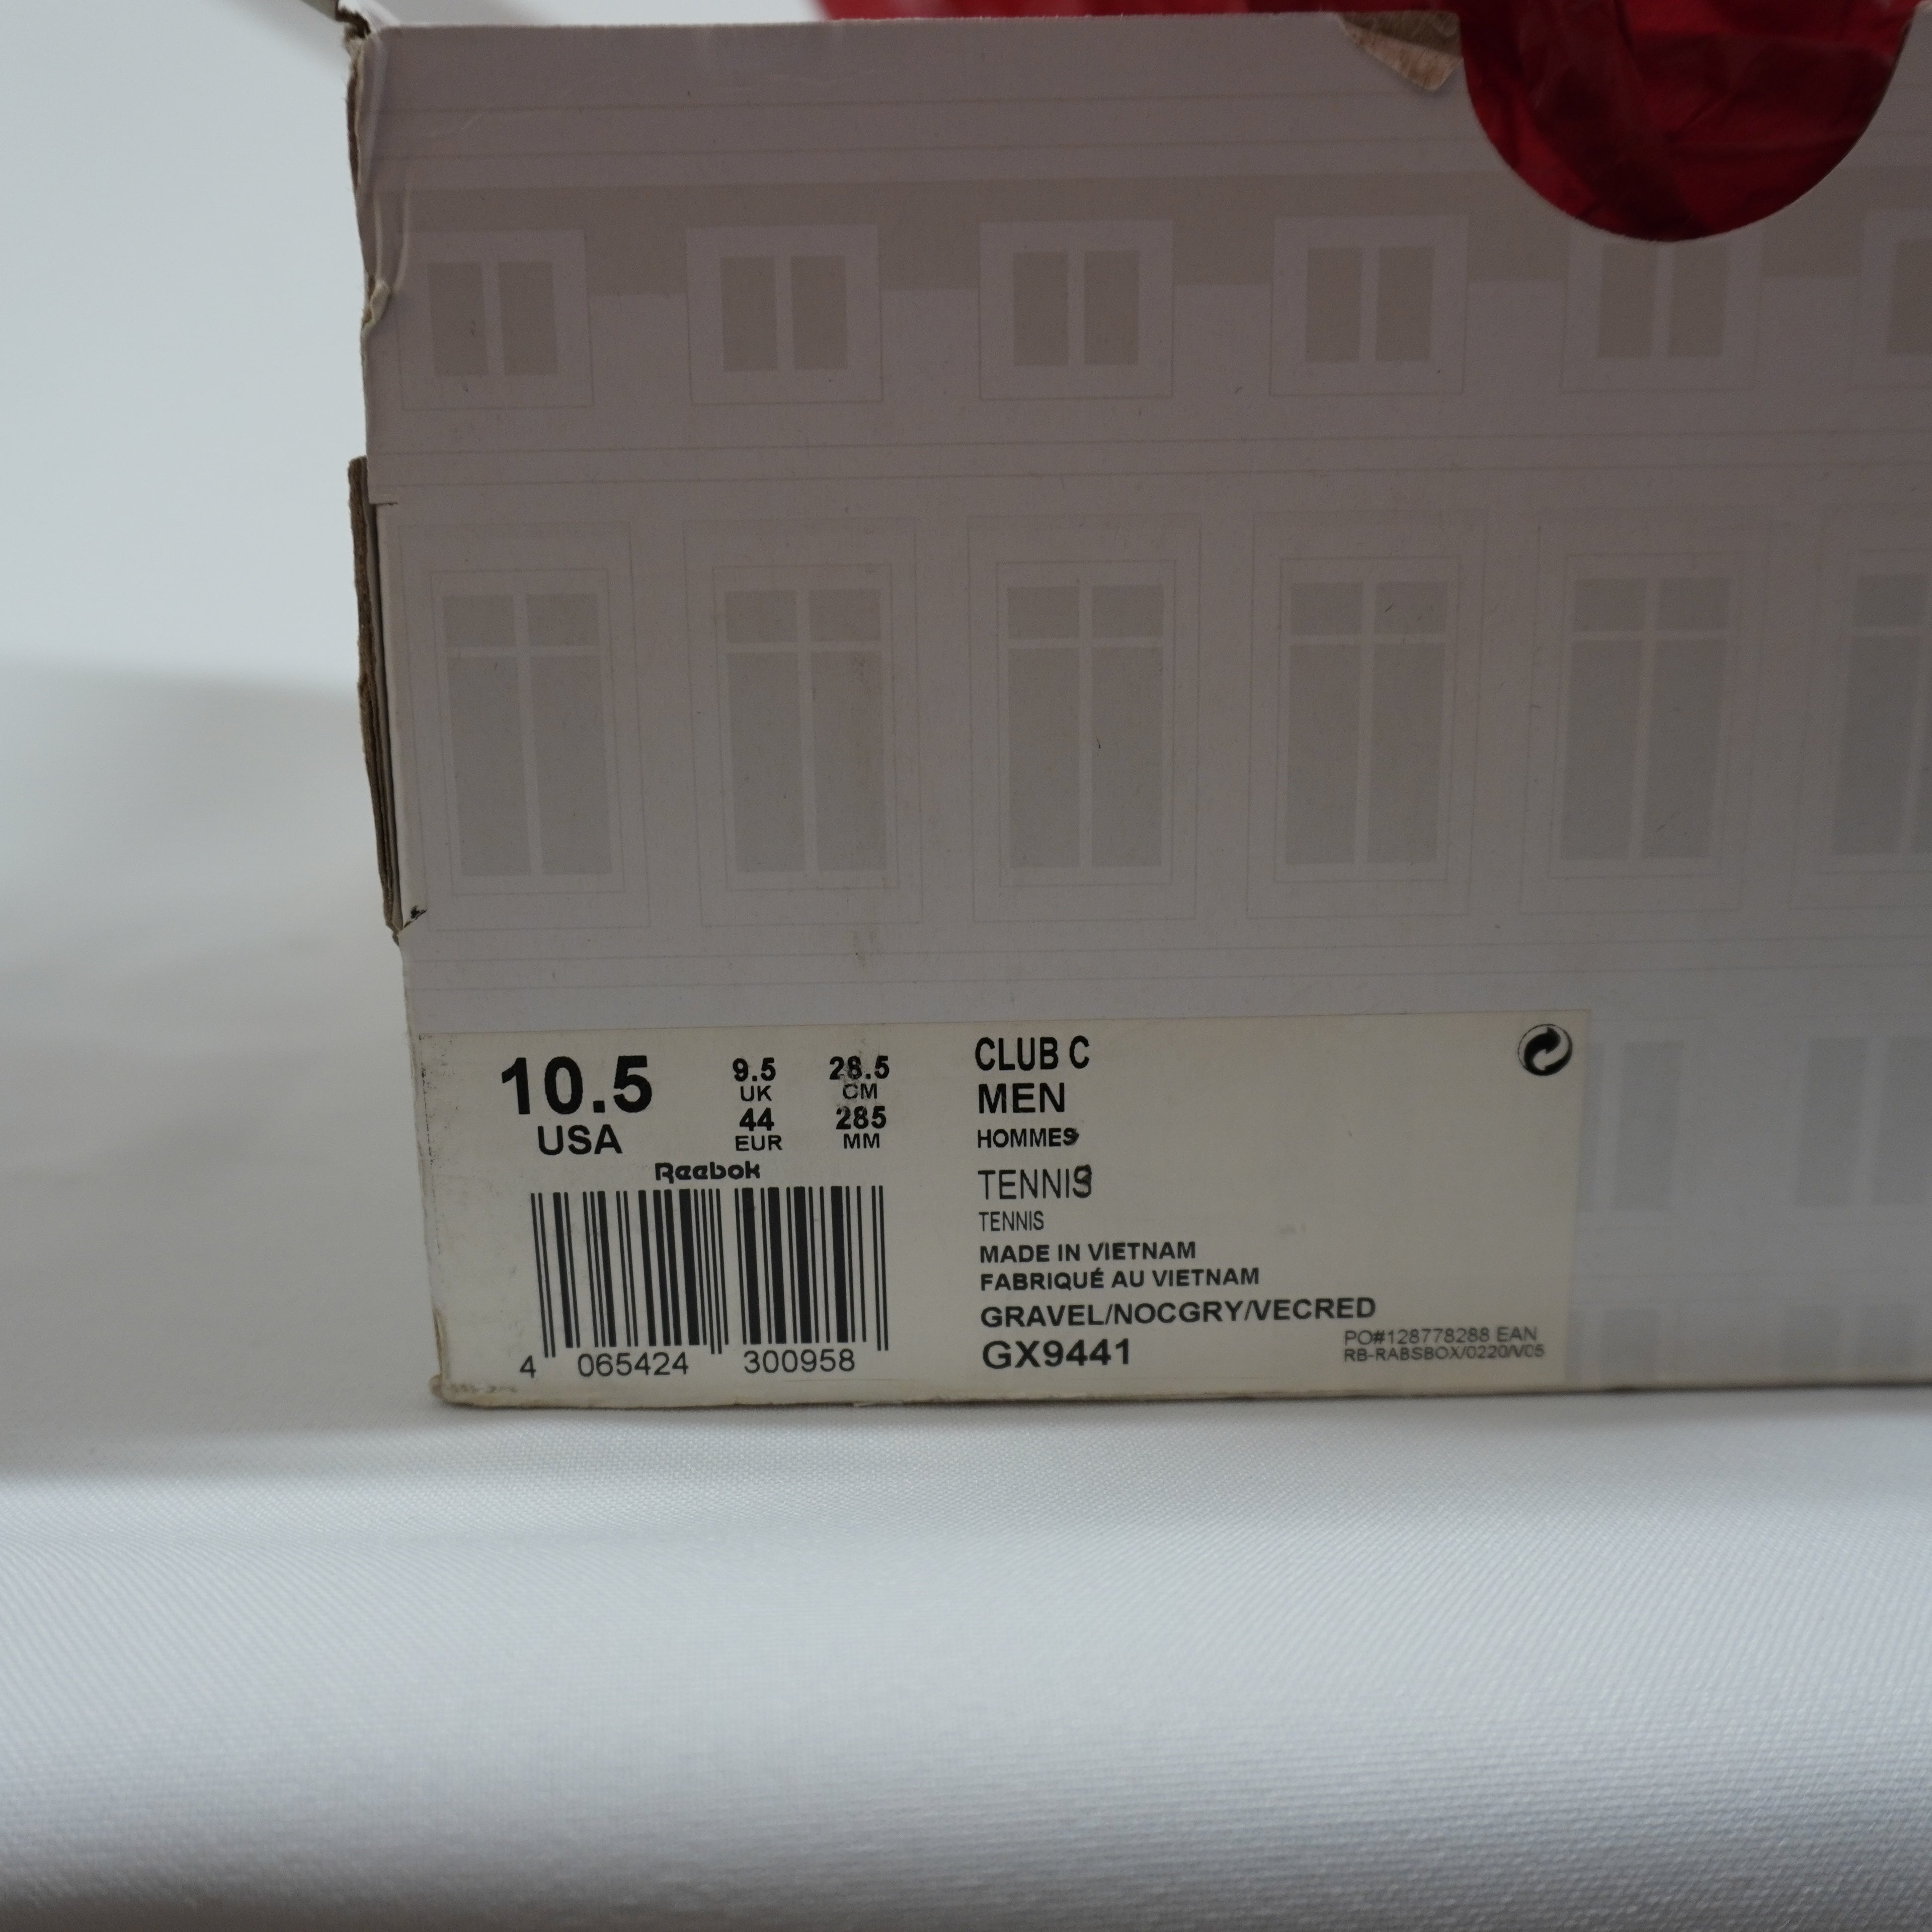 10.5
USA
9.5
UK
44
EUR
28.5
CM
285
MM
Reebok
4 065424 300958
CLUB C
MEN
HOMMES
TENNIS
TENNIS
MADE IN VIETNAM
FABRIQUÉ AU VIETNAM
GRAVEL/NOCGRY/VECRED
GX9441
PO#128778288 EAN
RB-RABSBOX/0220/V05